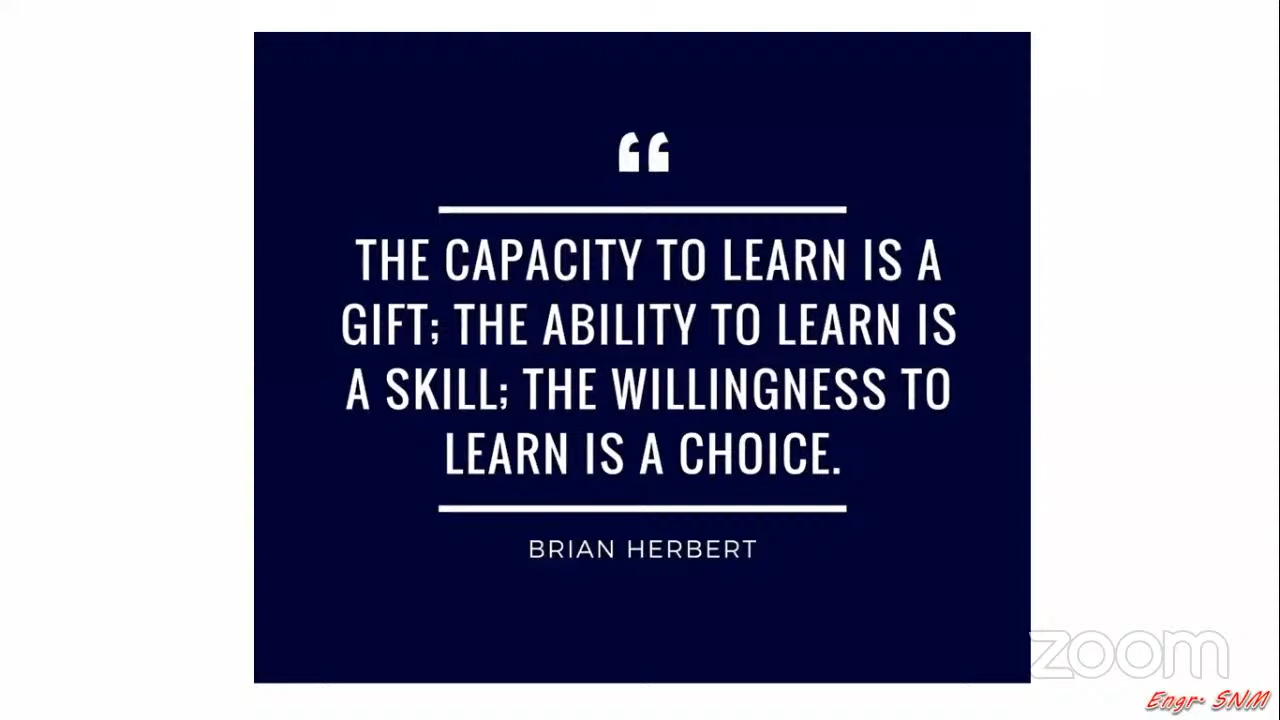 “
THE CAPACITY TO LEARN IS A
GIFT; THE ABILITY TO LEARN IS
A SKILL; THE WILLINGNESS TO
LEARN IS A CHOICE.
BRIAN HERBERT
zoom
Engr. SNM